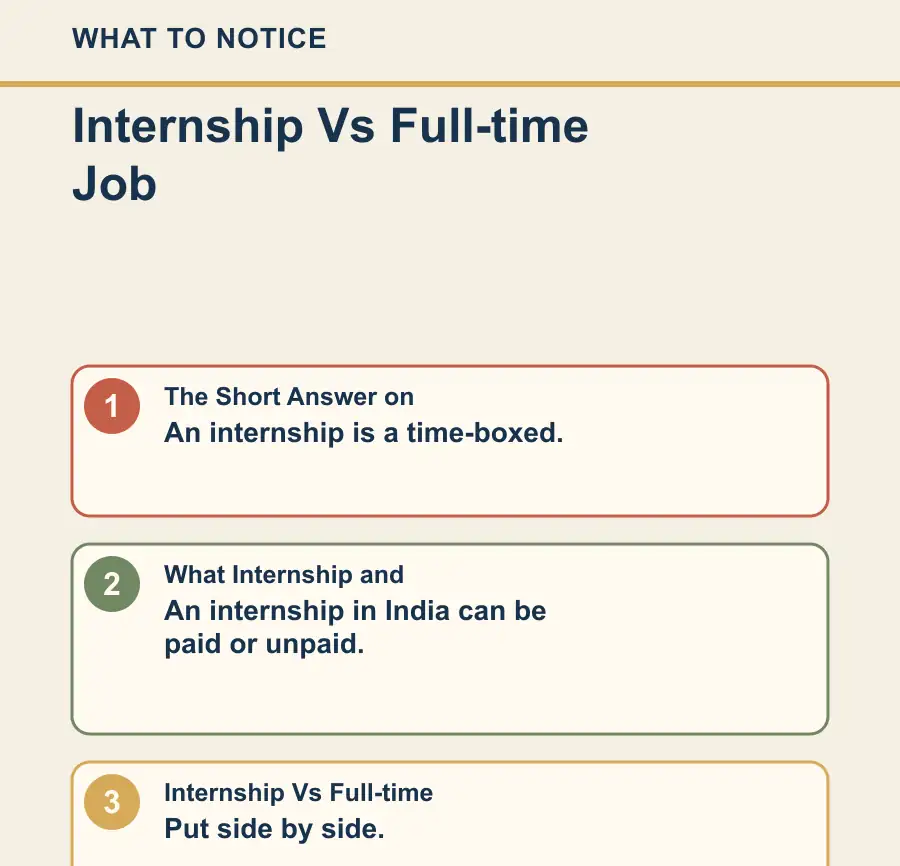 WHAT TO NOTICE
Internship Vs Full-time
Job
1
The Short Answer on
An internship is a time-boxed.
2
What Internship and
An internship in India can be
paid or unpaid.
3
Internship Vs Full-time
Put side by side.